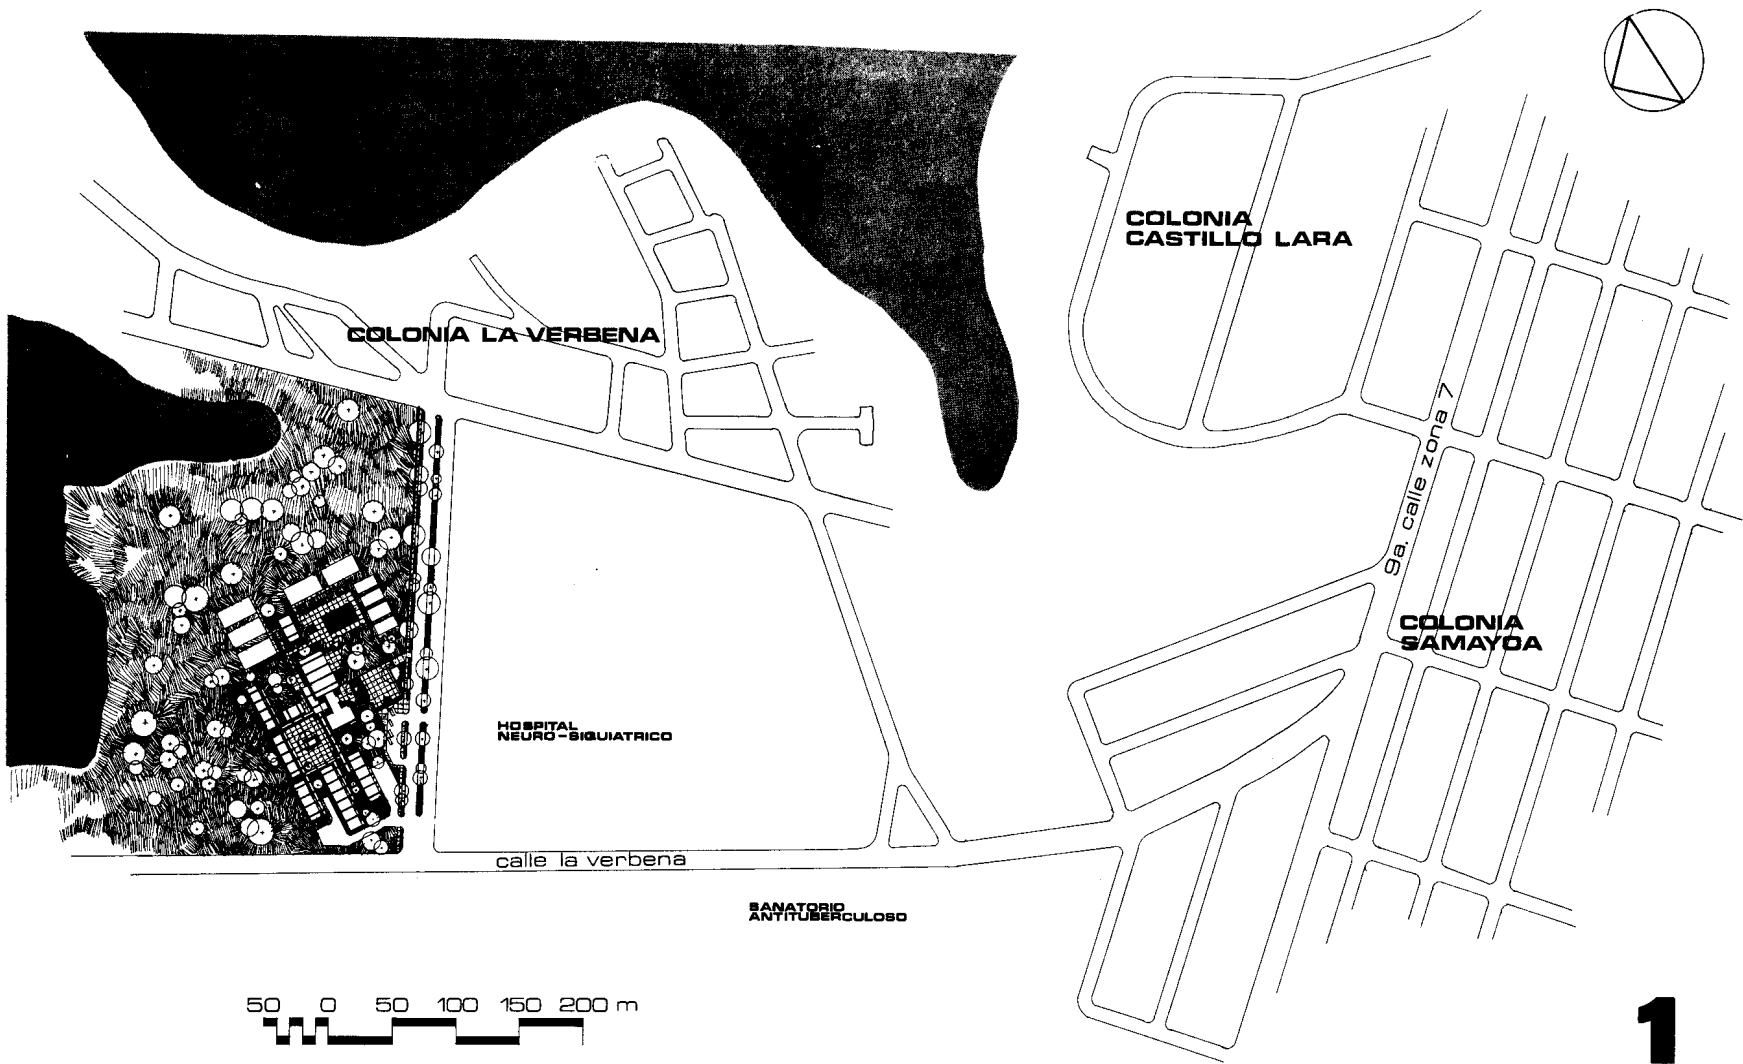 COLONIA
CASTILLO LARA
COLONIA LA VERBENA
9a. calle zona 7
COLONIA
SAMAYOA
HOSPITAL
NEURO-SIQUIATRICO
calle la verbena
SANATORIO
ANTITUBERCULOSO
50 0 50 100 150 200 m
1